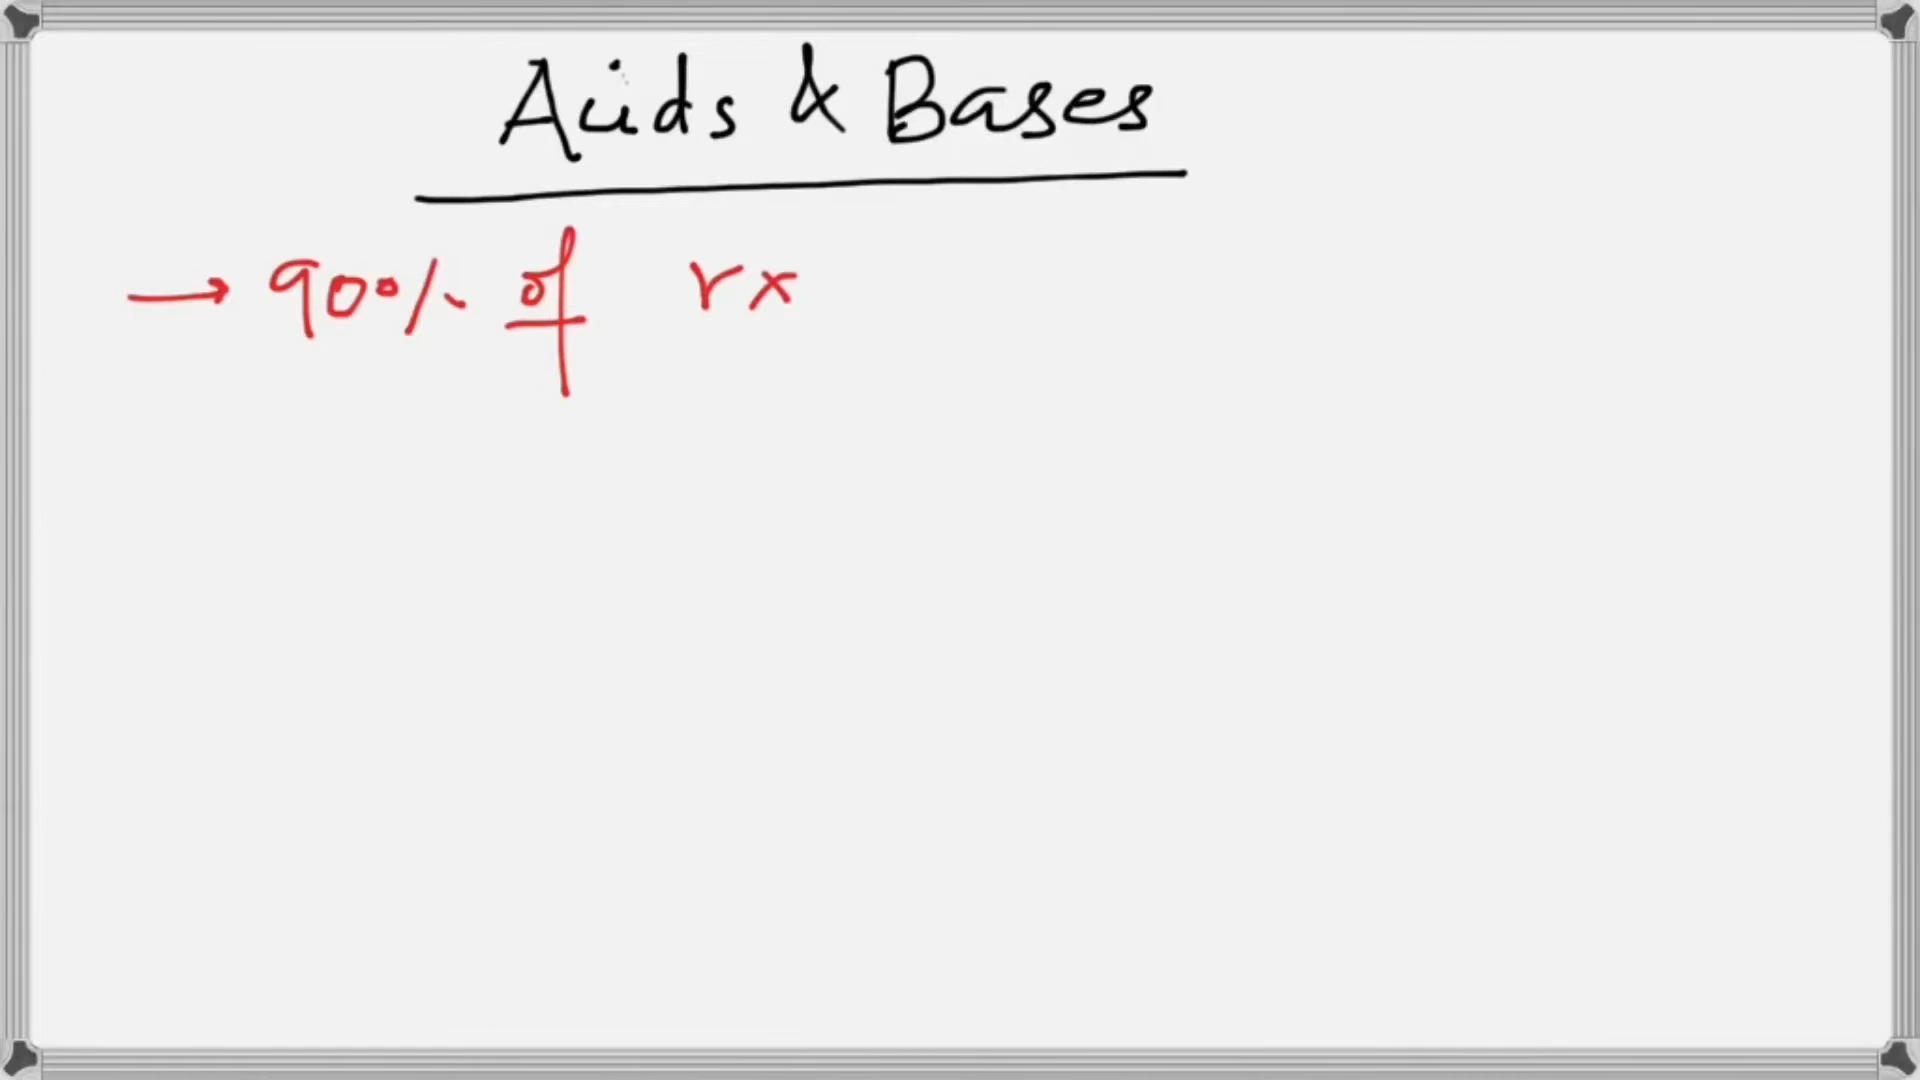 Acids & Bases
→ 90% of rx